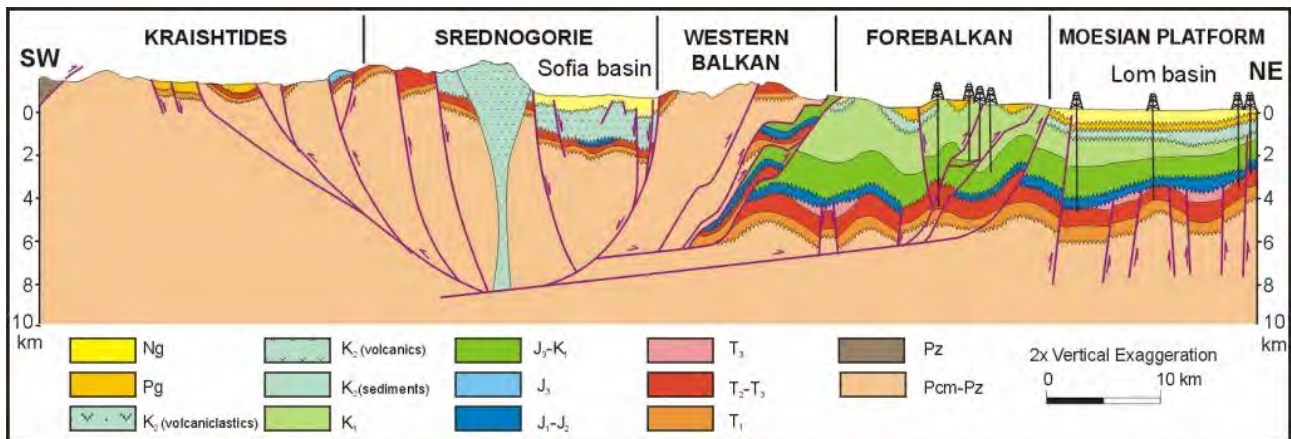 KRAISHTIDES SREDNOGORIE WESTERN BALKAN FOREBALKAN MOESIAN PLATFORM
SW Sofia basin Lom basin NE
0 0
2 2
4 4
6 6
8 8
10 km 10 km
Ng K₂ (volcanics) J₃-K₁ T₃ Pz 2x Vertical Exaggeration
Pg K₂ (sediments) J₃ T₂-T₃ Pcm-Pz 0 10 km
K₂ (volcaniclastics) K₁ J₁-J₂ T₁